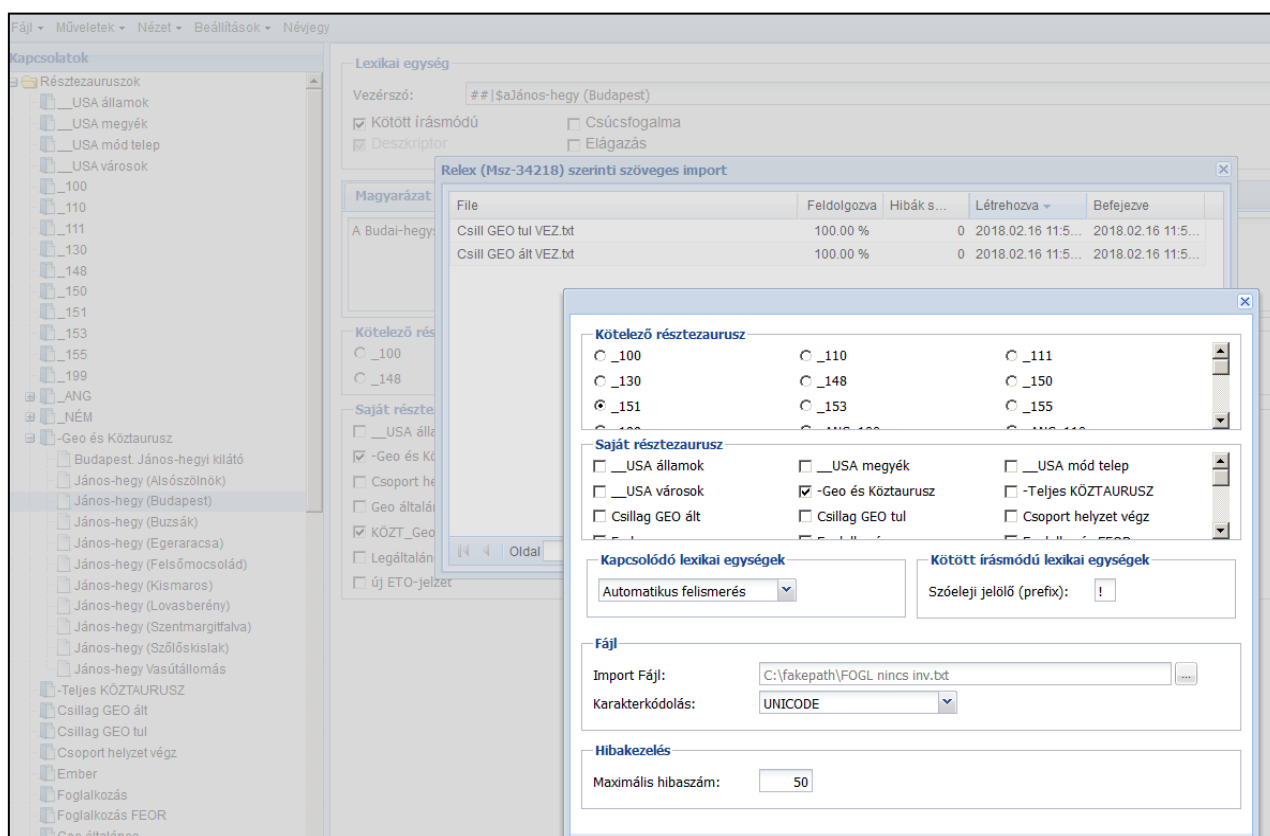 Fájl Műveletek Nézet Beállítások Névjegy
Kapcsolatok
Résztezauruszok
__USA államok
__USA megyék
__USA mód telep
__USA városok
_100
_110
_111
_130
_148
_150
_151
_153
_155
_199
_ANG
_NÉM
-Geo és Köztaurusz
Budapest. János-hegyi kilátó
János-hegy (Alsószölnök)
János-hegy (Budapest)
János-hegy (Buzsák)
János-hegy (Egeraracsa)
János-hegy (Felsőmocsolád)
János-hegy (Kismaros)
János-hegy (Lovasberény)
János-hegy (Szentmargitfalva)
János-hegy (Szőlőskislak)
János-hegy Vasútállomás
-Teljes KÖZTAURUSZ
Csillag GEO ált
Csillag GEO tul
Csoport helyzet végz
Ember
Foglalkozás
Foglalkozás FEOR
Geo általános
Lexikai egység
Vezérszó: ##|$aJános-hegy (Budapest)
Kötött írásmódú Csúcsfogalma
Deszkriptor Elágazás
Magyarázat
A Budai-hegys
Kötelező rés
_100
_148
Saját részte
__USA álla
-Geo és Kö
Csoport he
Geo általán
KÖZT_Geo
Legáltalán
új ETO-jelzet
Relex (Msz-34218) szerinti szöveges import
File Feldolgozva Hibák s... Létrehozva Befejezve
Csill GEO tul VEZ.txt 100.00 % 0 2018.02.16 11:5... 2018.02.16 11:5...
Csill GEO ált VEZ.txt 100.00 % 0 2018.02.16 11:5... 2018.02.16 11:5...
Oldal
Kötelező résztezaurusz
_100 _110 _111
_130 _148 _150
_151 _153 _155
Saját résztezaurusz
__USA államok __USA megyék __USA mód telep
__USA városok -Geo és Köztaurusz -Teljes KÖZTAURUSZ
Csillag GEO ált Csillag GEO tul Csoport helyzet végz
Kapcsolódó lexikai egységek
Automatikus felismerés
Kötött írásmódú lexikai egységek
Szóeleji jelölő (prefix): !
Fájl
Import Fájl: C:\fakepath\FOGL nincs inv.txt ...
Karakterkódolás: UNICODE
Hibakezelés
Maximális hibaszám: 50